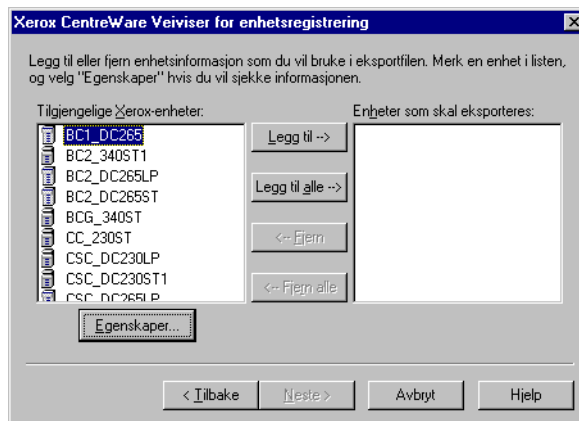 Xerox CentreWare Veiviser for enhetsregistrering
Legg til eller fjern enhetsinformasjon som du vil bruke i eksportfilen. Merk en enhet i listen,
og velg "Egenskaper" hvis du vil sjekke informasjonen.
Tilgjengelige Xerox-enheter:
Enheter som skal eksporteres:
BC1_DC265
BC2_340ST1
BC2_DC265LP
BC2_DC265ST
BCG_340ST
CC_230ST
CSC_DC230LP
CSC_DC230ST1
CSC_DC265LP
Legg til -->
Legg til alle -->
<-- Fjern
<-- Fjern alle
Egenskaper...
< Tilbake
Neste >
Avbryt
Hjelp